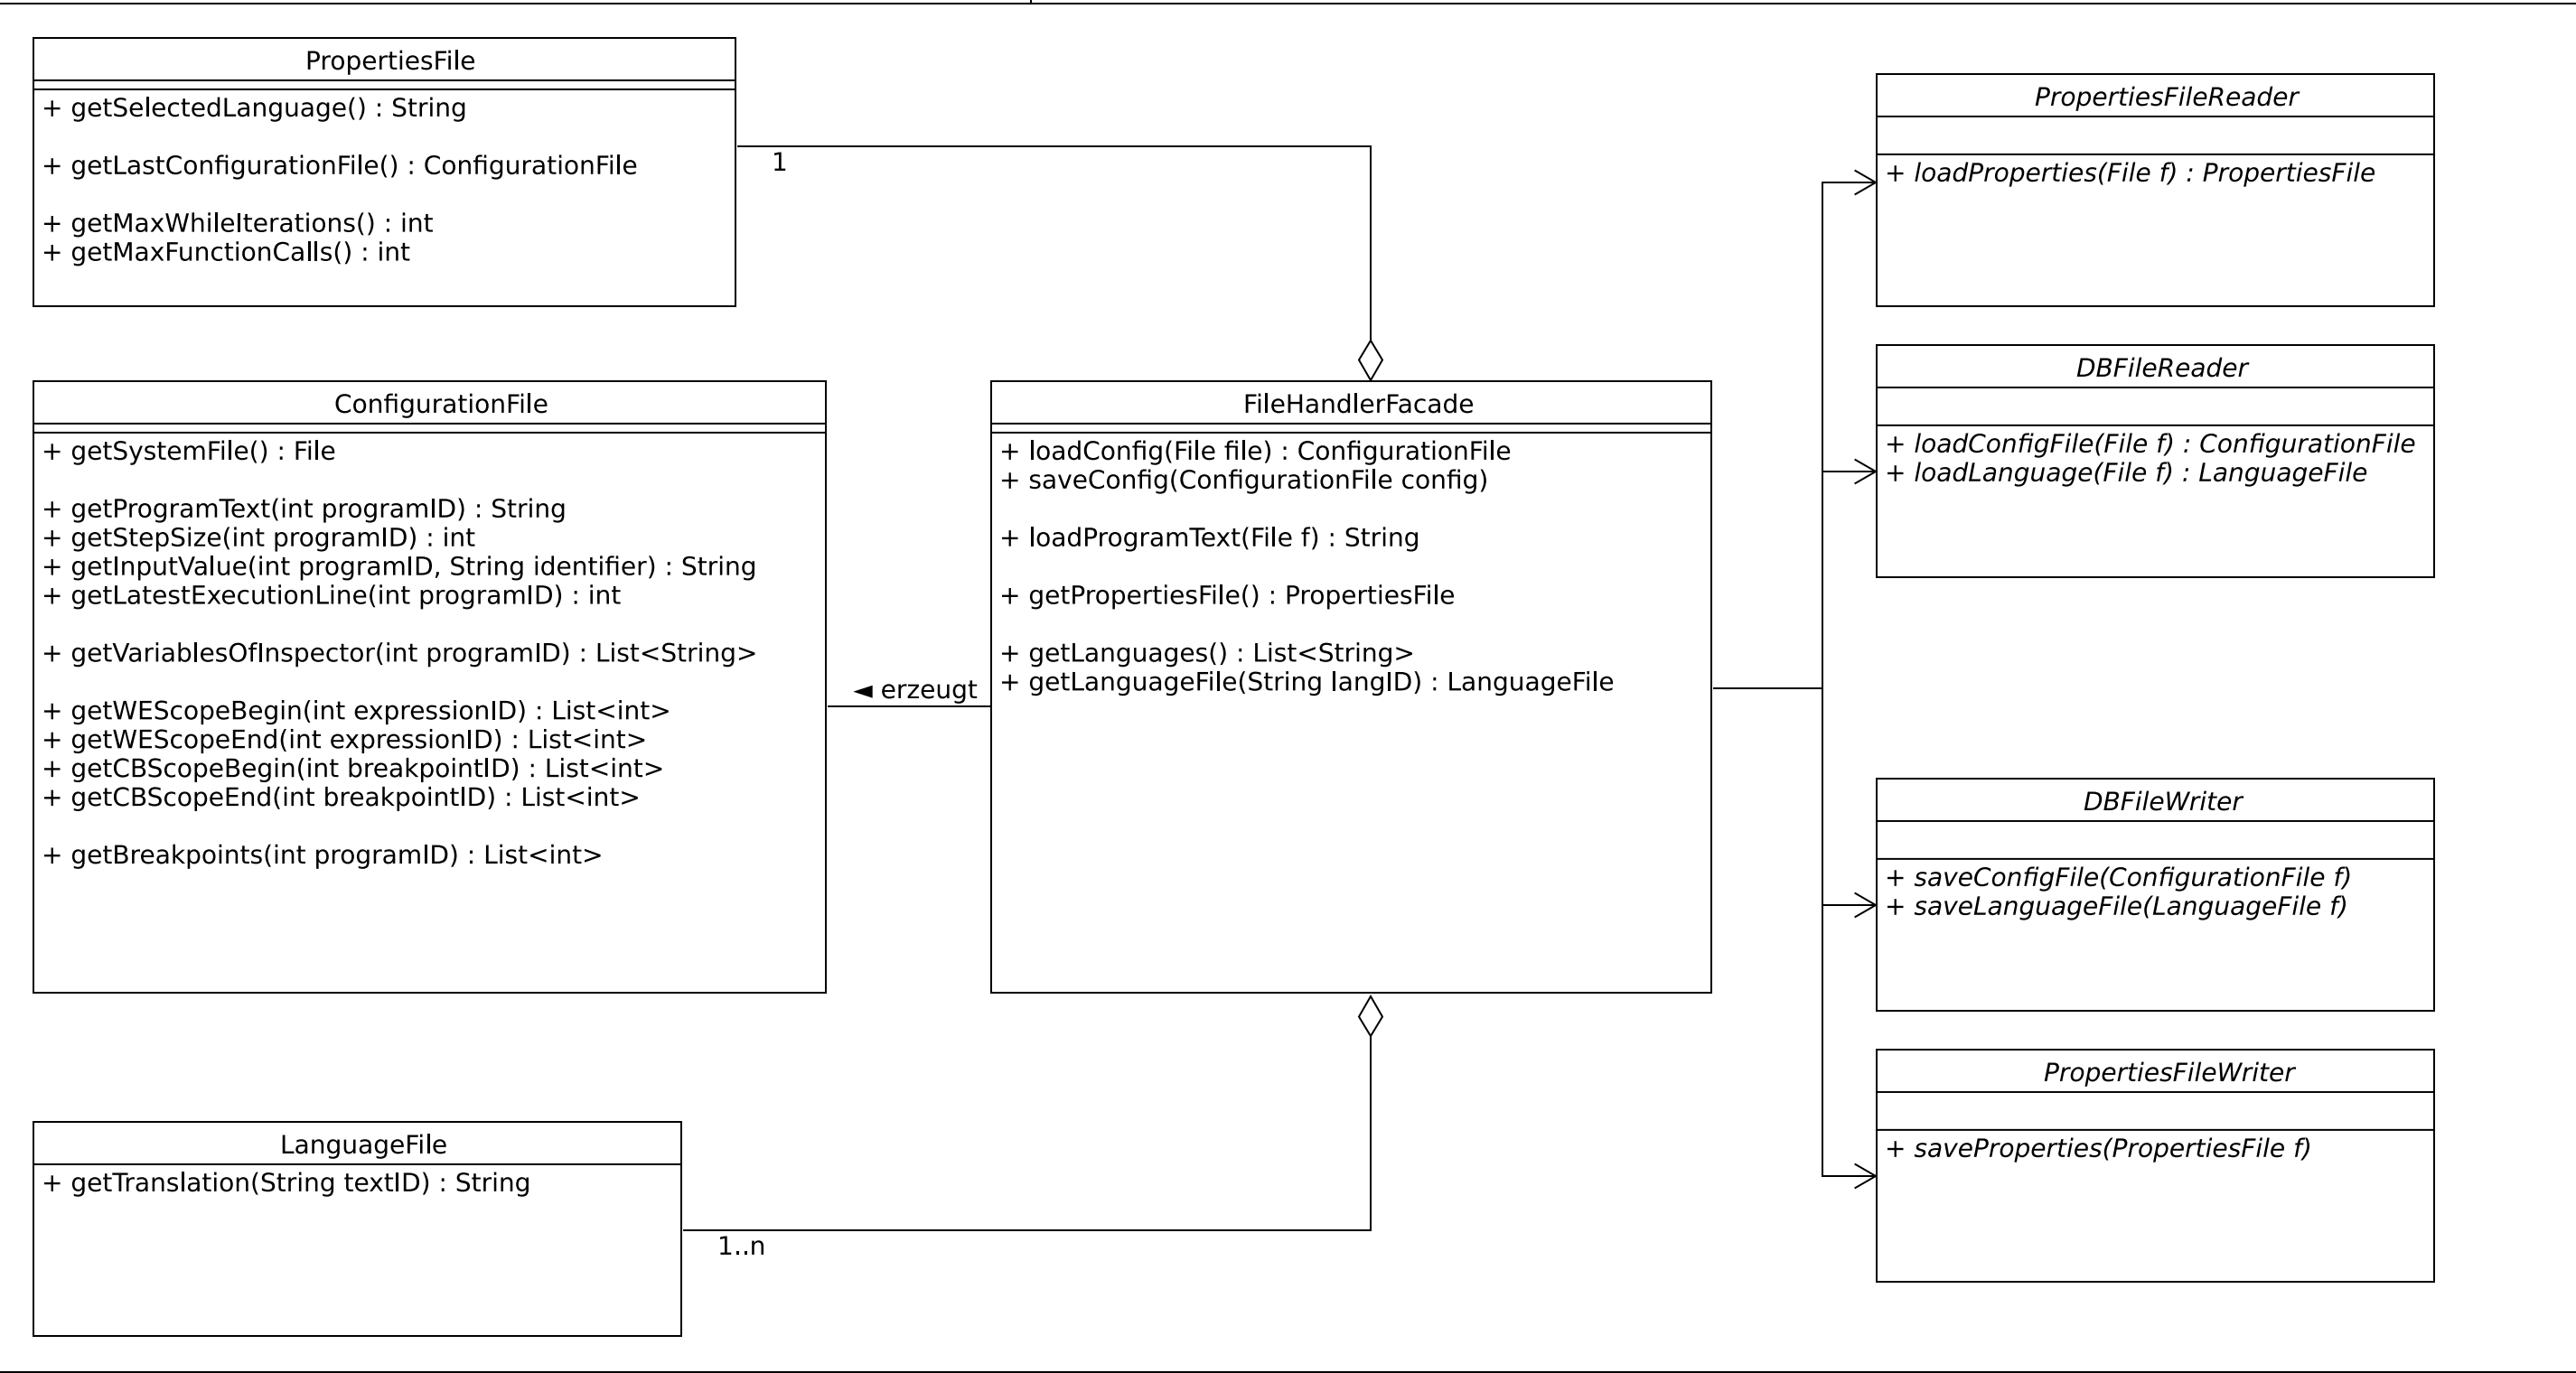 PropertiesFile
+ getSelectedLanguage() : String
+ getLastConfigurationFile() : ConfigurationFile
+ getMaxWhileIterations() : int
+ getMaxFunctionCalls() : int
1
ConfigurationFile
+ getSystemFile() : File
+ getProgramText(int programID) : String
+ getStepSize(int programID) : int
+ getInputValue(int programID, String identifier) : String
+ getLatestExecutionLine(int programID) : int
+ getVariablesOfInspector(int programID) : List<String>
+ getWEScopeBegin(int expressionID) : List<int>
+ getWEScopeEnd(int expressionID) : List<int>
+ getCBScopeBegin(int breakpointID) : List<int>
+ getCBScopeEnd(int breakpointID) : List<int>
+ getBreakpoints(int programID) : List<int>
◄ erzeugt
FileHandlerFacade
+ loadConfig(File file) : ConfigurationFile
+ saveConfig(ConfigurationFile config)
+ loadProgramText(File f) : String
+ getPropertiesFile() : PropertiesFile
+ getLanguages() : List<String>
+ getLanguageFile(String langID) : LanguageFile
LanguageFile
+ getTranslation(String textID) : String
1..n
PropertiesFileReader
+ loadProperties(File f) : PropertiesFile
DBFileReader
+ loadConfigFile(File f) : ConfigurationFile
+ loadLanguage(File f) : LanguageFile
DBFileWriter
+ saveConfigFile(ConfigurationFile f)
+ saveLanguageFile(LanguageFile f)
PropertiesFileWriter
+ saveProperties(PropertiesFile f)